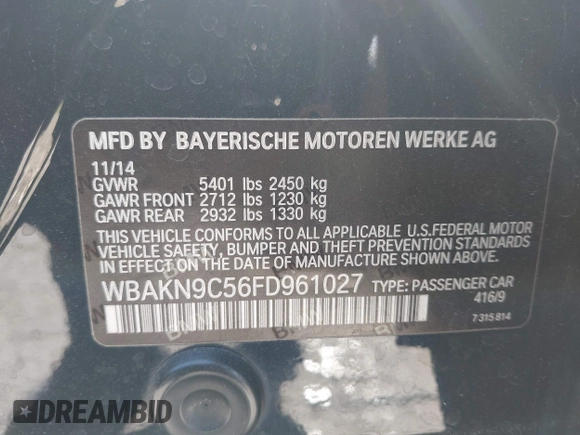 MFD BY BAYERISCHE MOTOREN WERKE AG
11/14
GVWR 5401 lbs 2450 kg
GAWR FRONT 2712 lbs 1230 kg
GAWR REAR 2932 lbs 1330 kg
THIS VEHICLE CONFORMS TO ALL APPLICABLE U.S.FEDERAL MOTOR
VEHICLE SAFETY, BUMPER AND THEFT PREVENTION STANDARDS
IN EFFECT ON THE DATE OF MANUFACTURE SHOWN ABOVE.
WBAKN9C56FD961027 TYPE: PASSENGER CAR
416/9
7315814
DREAMBID